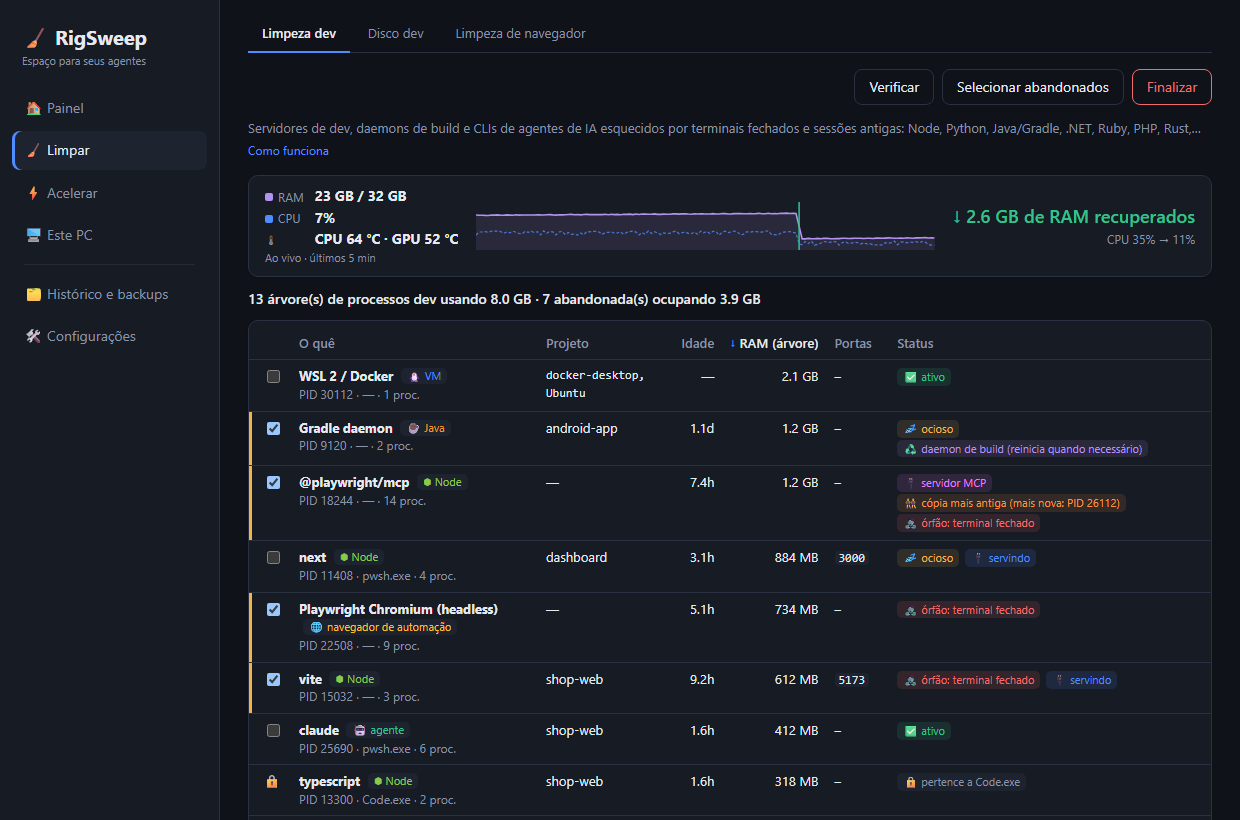 RigSweep
Espaço para seus agentes
Painel
Limpar
Acelerar
Este PC
Histórico e backups
Configurações
Limpeza dev Disco dev Limpeza de navegador
Verificar Selecionar abandonados Finalizar
Servidores de dev, daemons de build e CLIs de agentes de IA esquecidos por terminais fechados e sessões antigas: Node, Python, Java/Gradle, .NET, Ruby, PHP, Rust,...
Como funciona
RAM 23 GB / 32 GB
CPU 7%
CPU 64 °C · GPU 52 °C
Ao vivo · últimos 5 min
↓ 2.6 GB de RAM recuperados
CPU 35% → 11%
13 árvore(s) de processos dev usando 8.0 GB · 7 abandonada(s) ocupando 3.9 GB
O quê Projeto Idade ↓ RAM (árvore) Portas Status
WSL 2 / Docker VM docker-desktop, — 2.1 GB – ativo
PID 30112 · — · 1 proc. Ubuntu
Gradle daemon Java android-app 1.1d 1.2 GB – ocioso
PID 9120 · — · 2 proc. daemon de build (reinicia quando necessário)
@playwright/mcp Node — 7.4h 1.2 GB – servidor MCP
PID 18244 · — · 14 proc. cópia mais antiga (mais nova: PID 26112)
órfão: terminal fechado
next Node dashboard 3.1h 884 MB 3000 ocioso servindo
PID 11408 · pwsh.exe · 4 proc.
Playwright Chromium (headless) — 5.1h 734 MB – órfão: terminal fechado
navegador de automação
PID 22508 · — · 9 proc.
vite Node shop-web 9.2h 612 MB 5173 órfão: terminal fechado servindo
PID 15032 · — · 3 proc.
claude agente shop-web 1.6h 412 MB – ativo
PID 25690 · pwsh.exe · 6 proc.
typescript Node shop-web 1.6h 318 MB – pertence a Code.exe
PID 13300 · Code.exe · 2 proc.